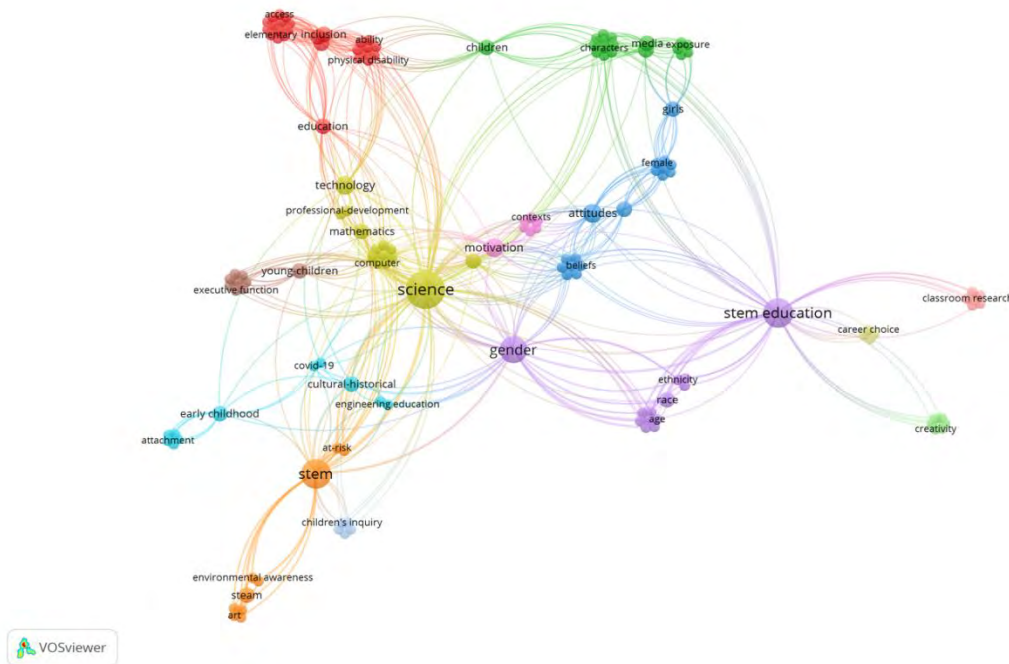 access
elementary
inclusion
ability
physical disability
children
characters
media
exposure
girls
education
female
technology
professional-development
contexts
attitudes
mathematics
motivation
computer
beliefs
young-children
executive function
science
classroom research
stem education
career choice
gender
covid-19
cultural-historical
ethnicity
race
engineering education
age
early childhood
attachment
creativity
at-risk
stem
children's inquiry
environmental awareness
steam
art
VOSviewer